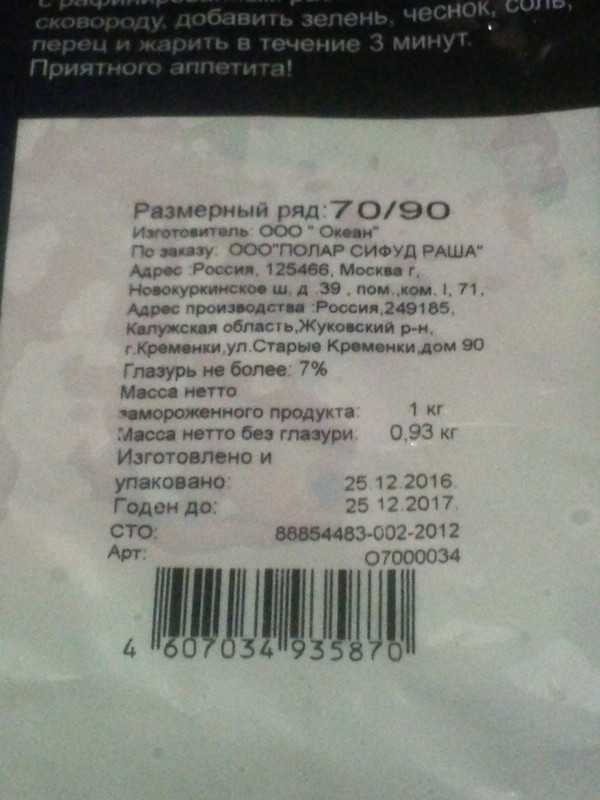 с рафинированным
сковороду, добавить зелень, чеснок, соль,
перец и жарить в течение 3 минут.
Приятного аппетита!
Размерный ряд:70/90
Изготовитель: ООО " Океан"
По заказу: ООО"ПОЛАР СИФУД РАША"
Адрес :Россия, 125466, Москва г,
Новокуркинское ш, д .39 , пом.,ком. I, 71,
Адрес производства :Россия,249185,
Калужская область,Жуковский р-н,
г.Кременки,ул.Старые Кременки,дом 90
Глазурь не более: 7%
Масса нетто
замороженного продукта: 1 кг
Масса нетто без глазури: 0,93 кг
Изготовлено и
упаковано: 25.12.2016.
Годен до: 25.12.2017.
СТО: 88854483-002-2012
Арт: О7000034
4 607034 935870